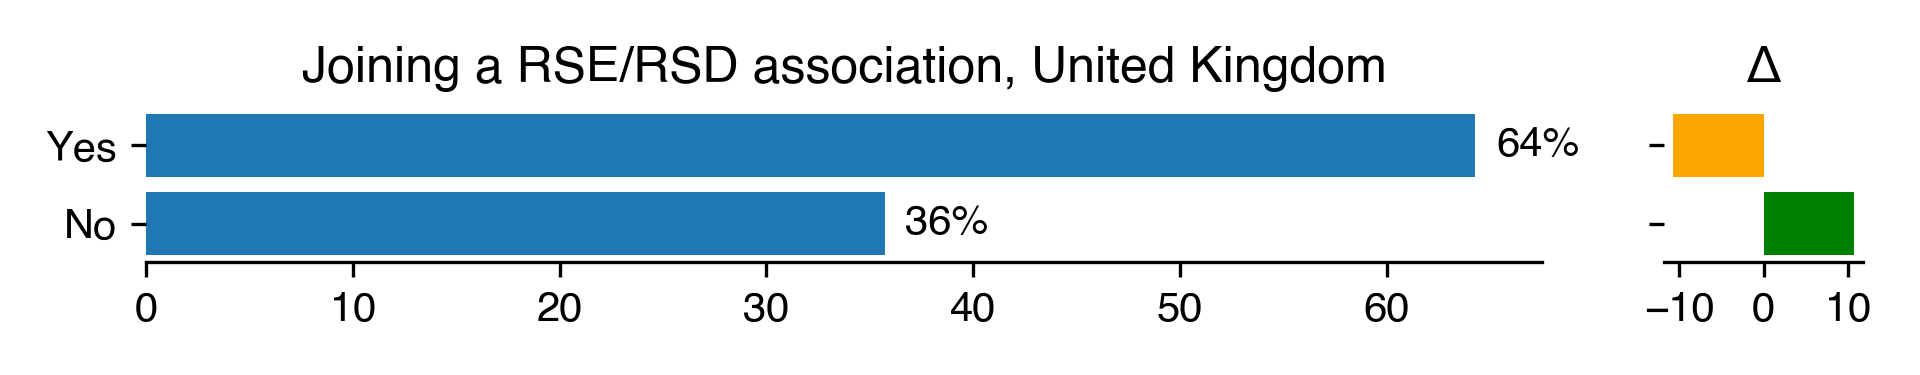 Joining a RSE/RSD association, United Kingdom
Δ
Yes
64%
No
36%
0 10 20 30 40 50 60
−10 0 10